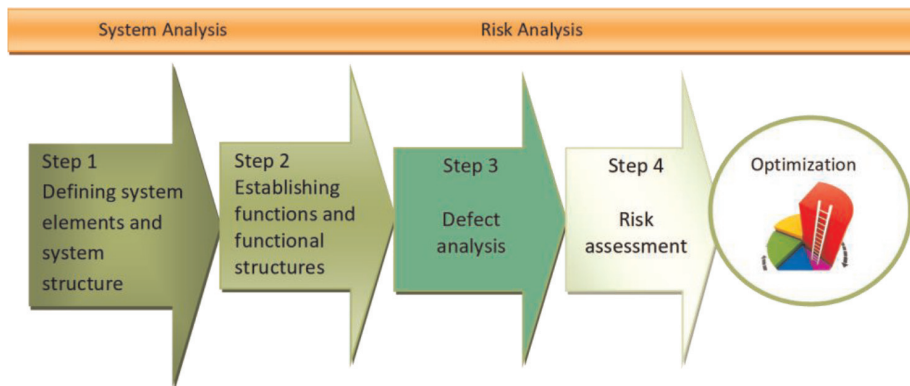 System Analysis
Risk Analysis
Step 1
Defining system
elements and
system
structure
Step 2
Establishing
functions and
functional
structures
Step 3
Defect
analysis
Step 4
Risk
assessment
Optimization